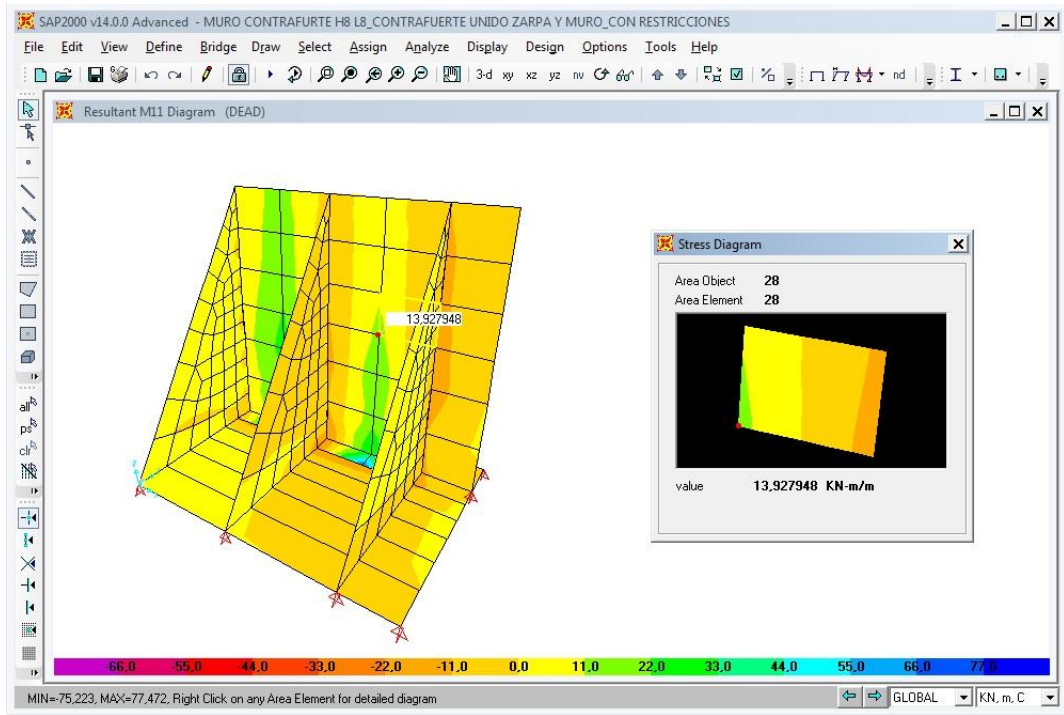 SAP2000 v14.0.0 Advanced - MURO CONTRAFURTE H8 L8_CONTRAFUERTE UNIDO ZARPA Y MURO_CON RESTRICCIONES
File Edit View Define Bridge Draw Select Assign Analyze Display Design Options Tools Help
3-d xy xz yz nv nd
Resultant M11 Diagram (DEAD)
13,927948
z
Stress Diagram
Area Object 28
Area Element 28
value 13,927948 KN-m/m
all
ps
clr
-66,0 -55,0 -44,0 -33,0 -22,0 -11,0 0,0 11,0 22,0 33,0 44,0 55,0 66,0 77,0
MIN=-75,223, MAX=77,472, Right Click on any Area Element for detailed diagram
GLOBAL KN, m, C